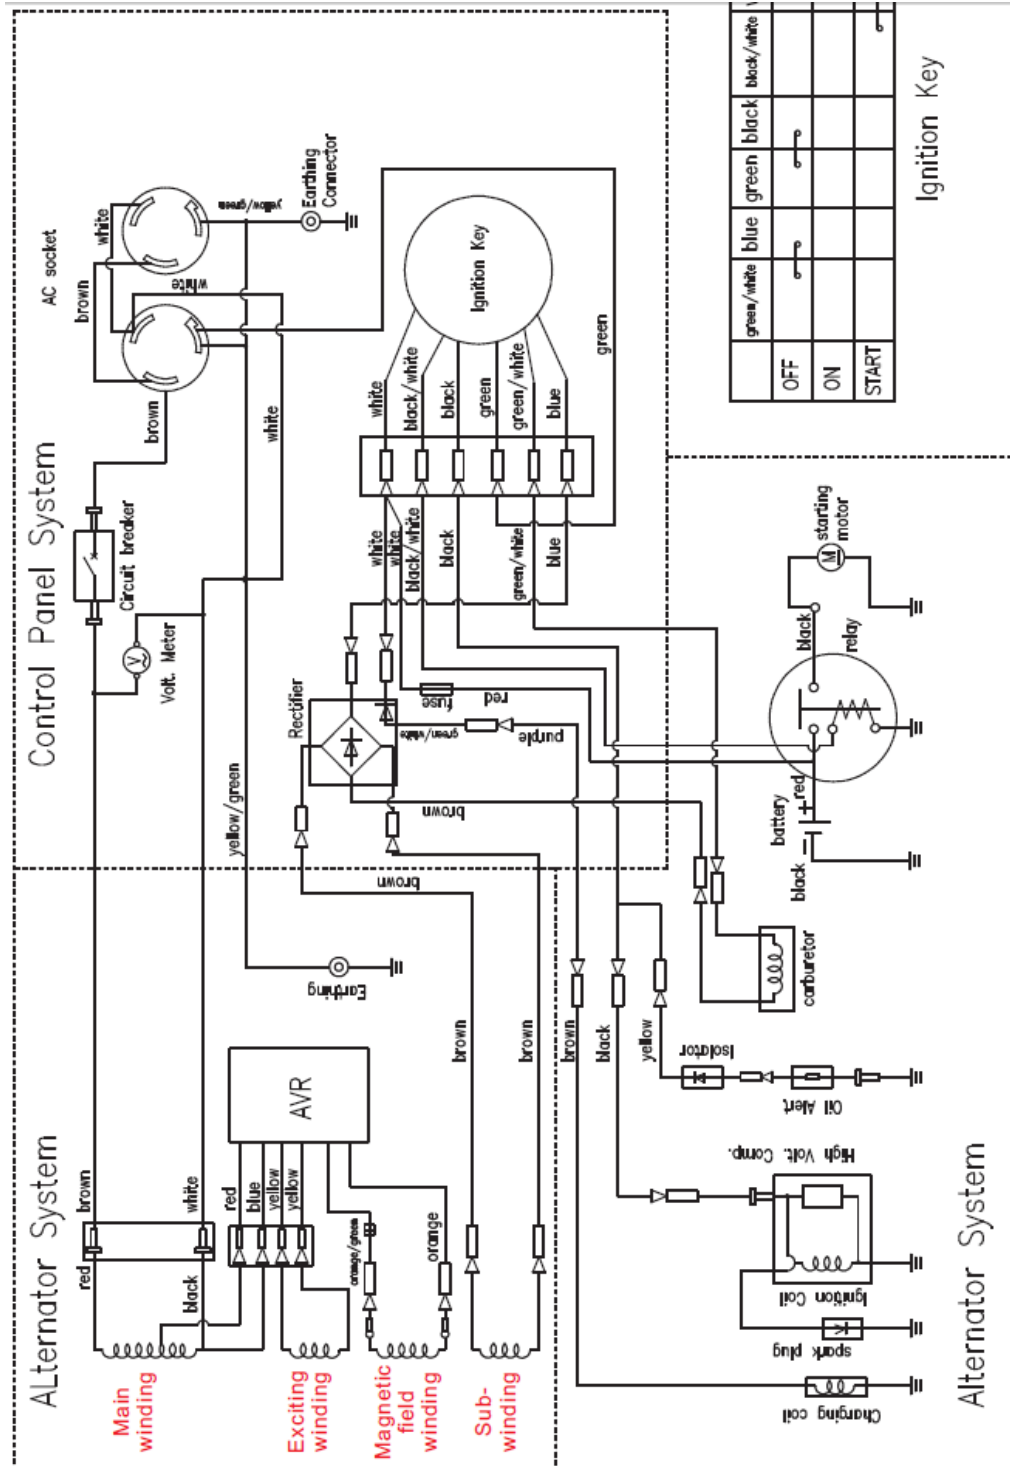 Control Panel System
AC socket
white
brown
white
yellow/green
Earthing
Connector
brown
white
Circuit breaker
Volt. Meter
V
yellow/green
Ignition Key
white
black/white
black
green
green/white
blue
green
white
white
black/white
black
green/white
blue
Rectifier
fuse
red
green/white
purple
brown
brown
Earthing
Ignition Key
green/white
blue
green
black
black/white
OFF
ON
START
starting
motor
M
black
relay
red
battery
+
−
black
carburetor
ALternator System
brown
red
white
black
AVR
red
blue
yellow
yellow
orange/green
orange
brown
brown
brown
black
yellow
Isolator
Oil Alert
High Volt. Comp.
Ignition Coil
spark plug
Charging
coil
Alternator System
Main
winding
Exciting
winding
Magnetic
field
winding
Sub-
winding